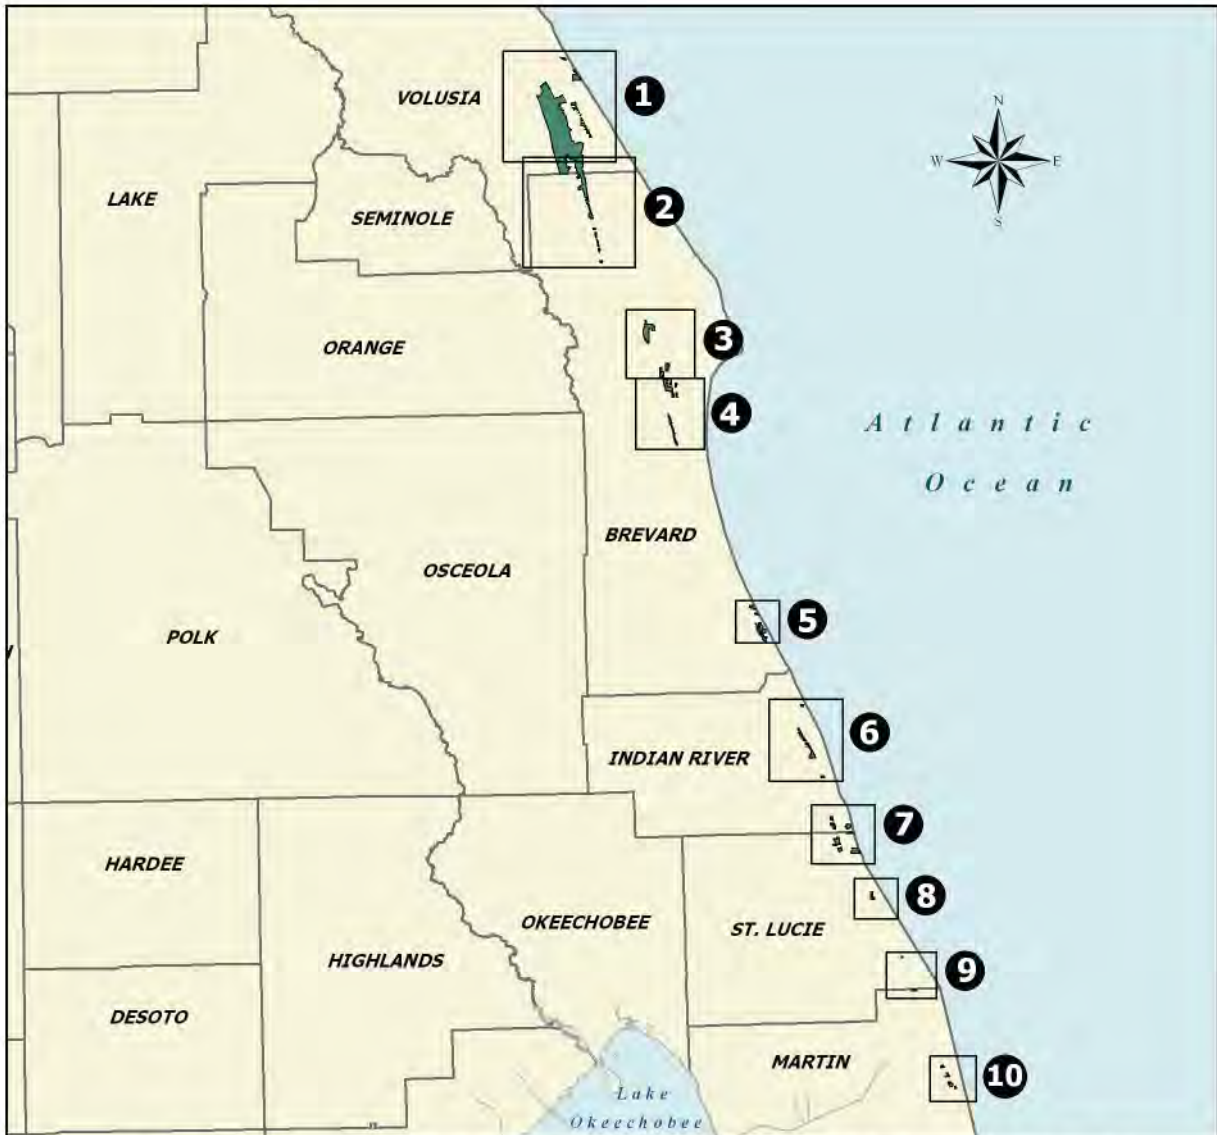 VOLUSIA
1
N
W
E
S
LAKE
SEMINOLE
2
ORANGE
3
4
Atlantic
Ocean
BREVARD
OSCEOLA
POLK
5
6
INDIAN RIVER
7
HARDEE
8
OKEECHOBEE
ST. LUCIE
HIGHLANDS
9
DESOTO
MARTIN
10
Lake
Okeechobee